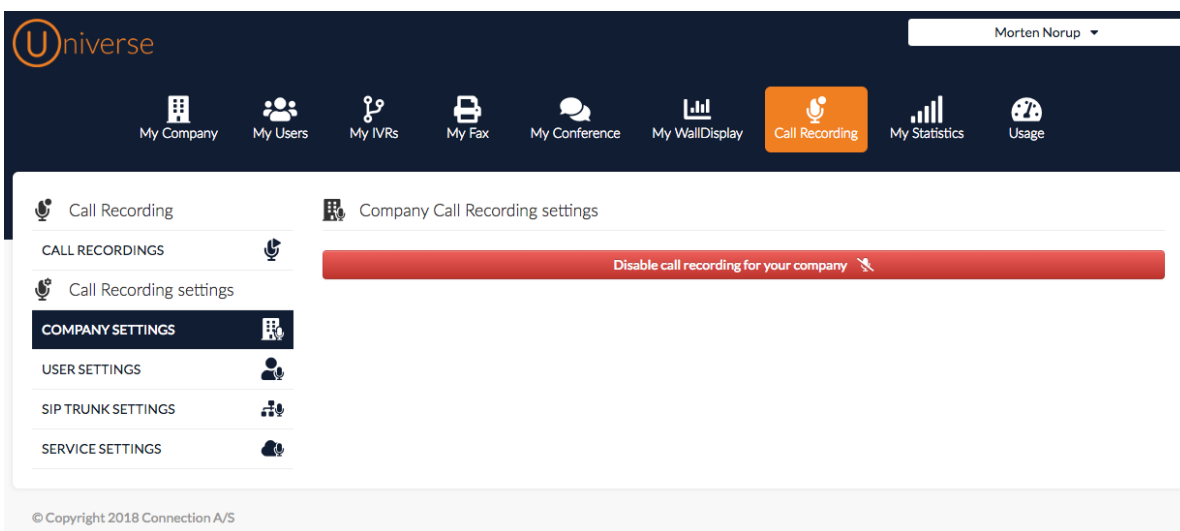 Universe
Morten Norup
My Company My Users My IVRs My Fax My Conference My WallDisplay Call Recording My Statistics Usage
Call Recording
CALL RECORDINGS
Call Recording settings
COMPANY SETTINGS
USER SETTINGS
SIP TRUNK SETTINGS
SERVICE SETTINGS
Company Call Recording settings
Disable call recording for your company
© Copyright 2018 Connection A/S